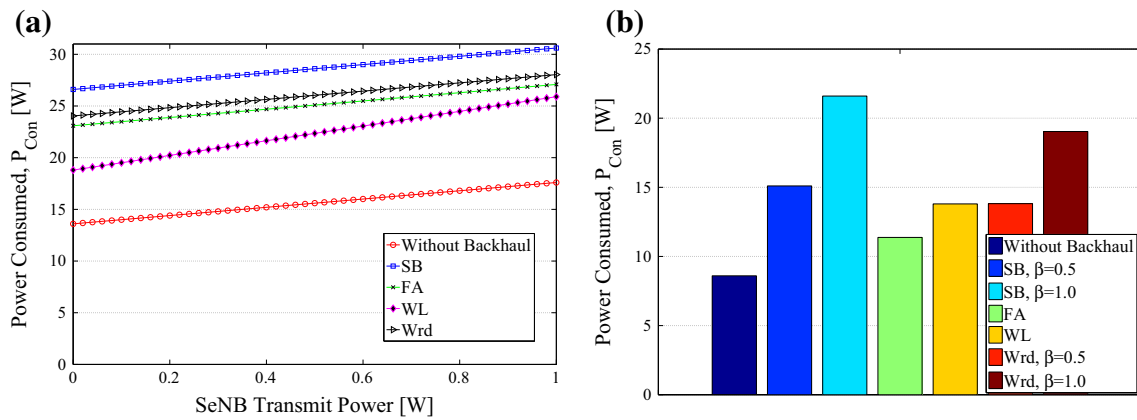 (a)
Power Consumed, P_Con [W]
30
25
20
15
10
5
0
0
0.2
0.4
0.6
0.8
1
SeNB Transmit Power [W]
Without Backhaul
SB
FA
WL
Wrd
(b)
Power Consumed, P_Con [W]
25
20
15
10
5
0
Without Backhaul
SB, β=0.5
SB, β=1.0
FA
WL
Wrd, β=0.5
Wrd, β=1.0